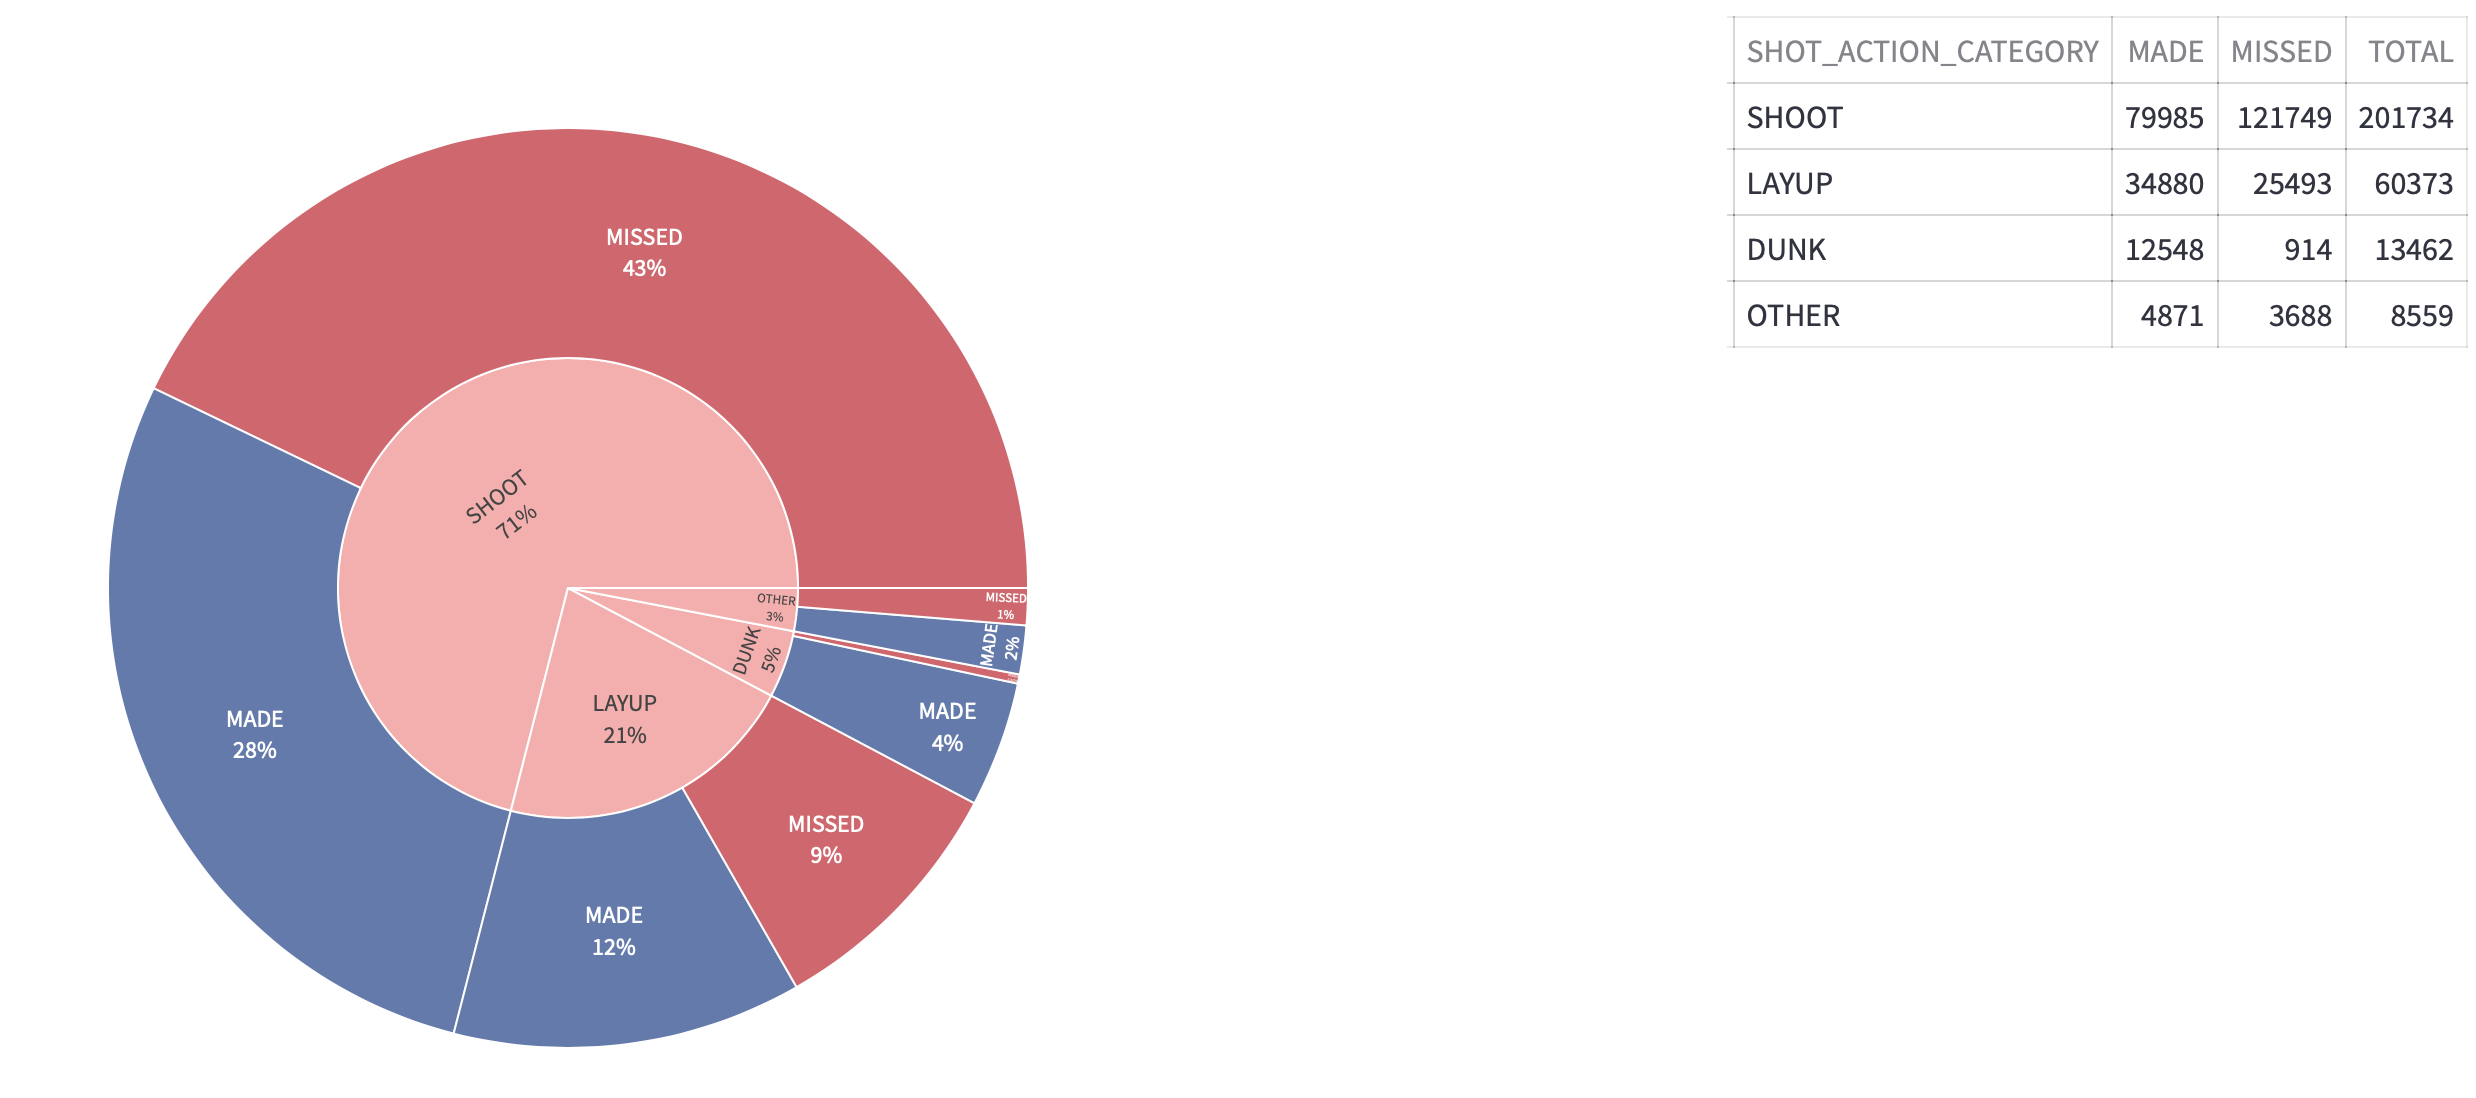 MISSED
43%
SHOOT
71%
OTHER
3%
MISSED
1%
DUNK
5%
MADE
2%
LAYUP
21%
MADE
4%
MADE
28%
MISSED
9%
MADE
12%
SHOT_ACTION_CATEGORY MADE MISSED TOTAL
SHOOT 79985 121749 201734
LAYUP 34880 25493 60373
DUNK 12548 914 13462
OTHER 4871 3688 8559